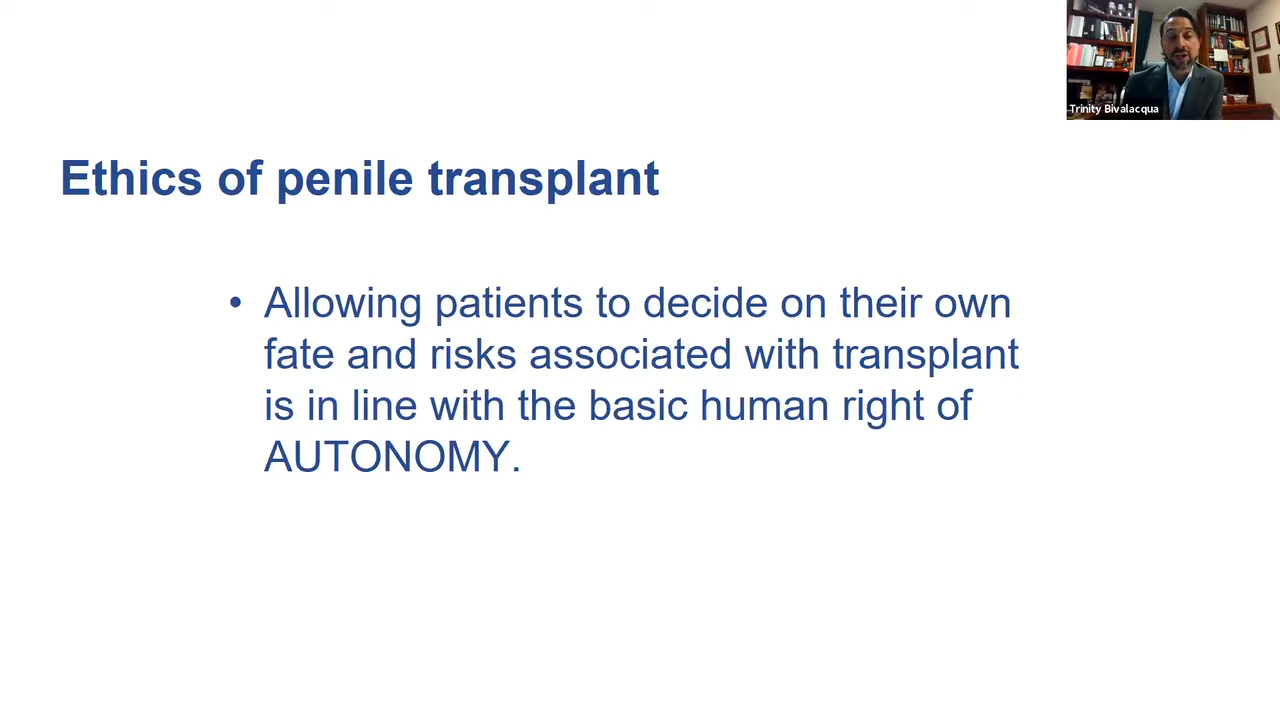 Trinity Bivalacqua
Ethics of penile transplant
• Allowing patients to decide on their own
fate and risks associated with transplant
is in line with the basic human right of
AUTONOMY.